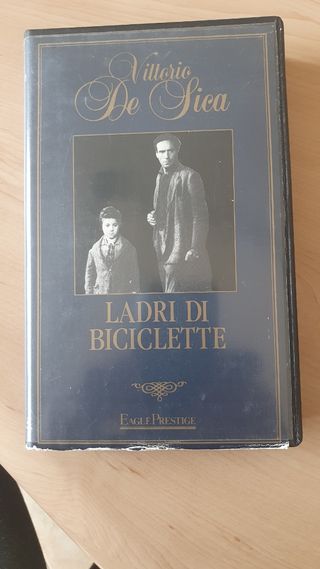 Vittorio
De Sica
LADRI DI
BICICLETTE
EAGLE PRESTIGE